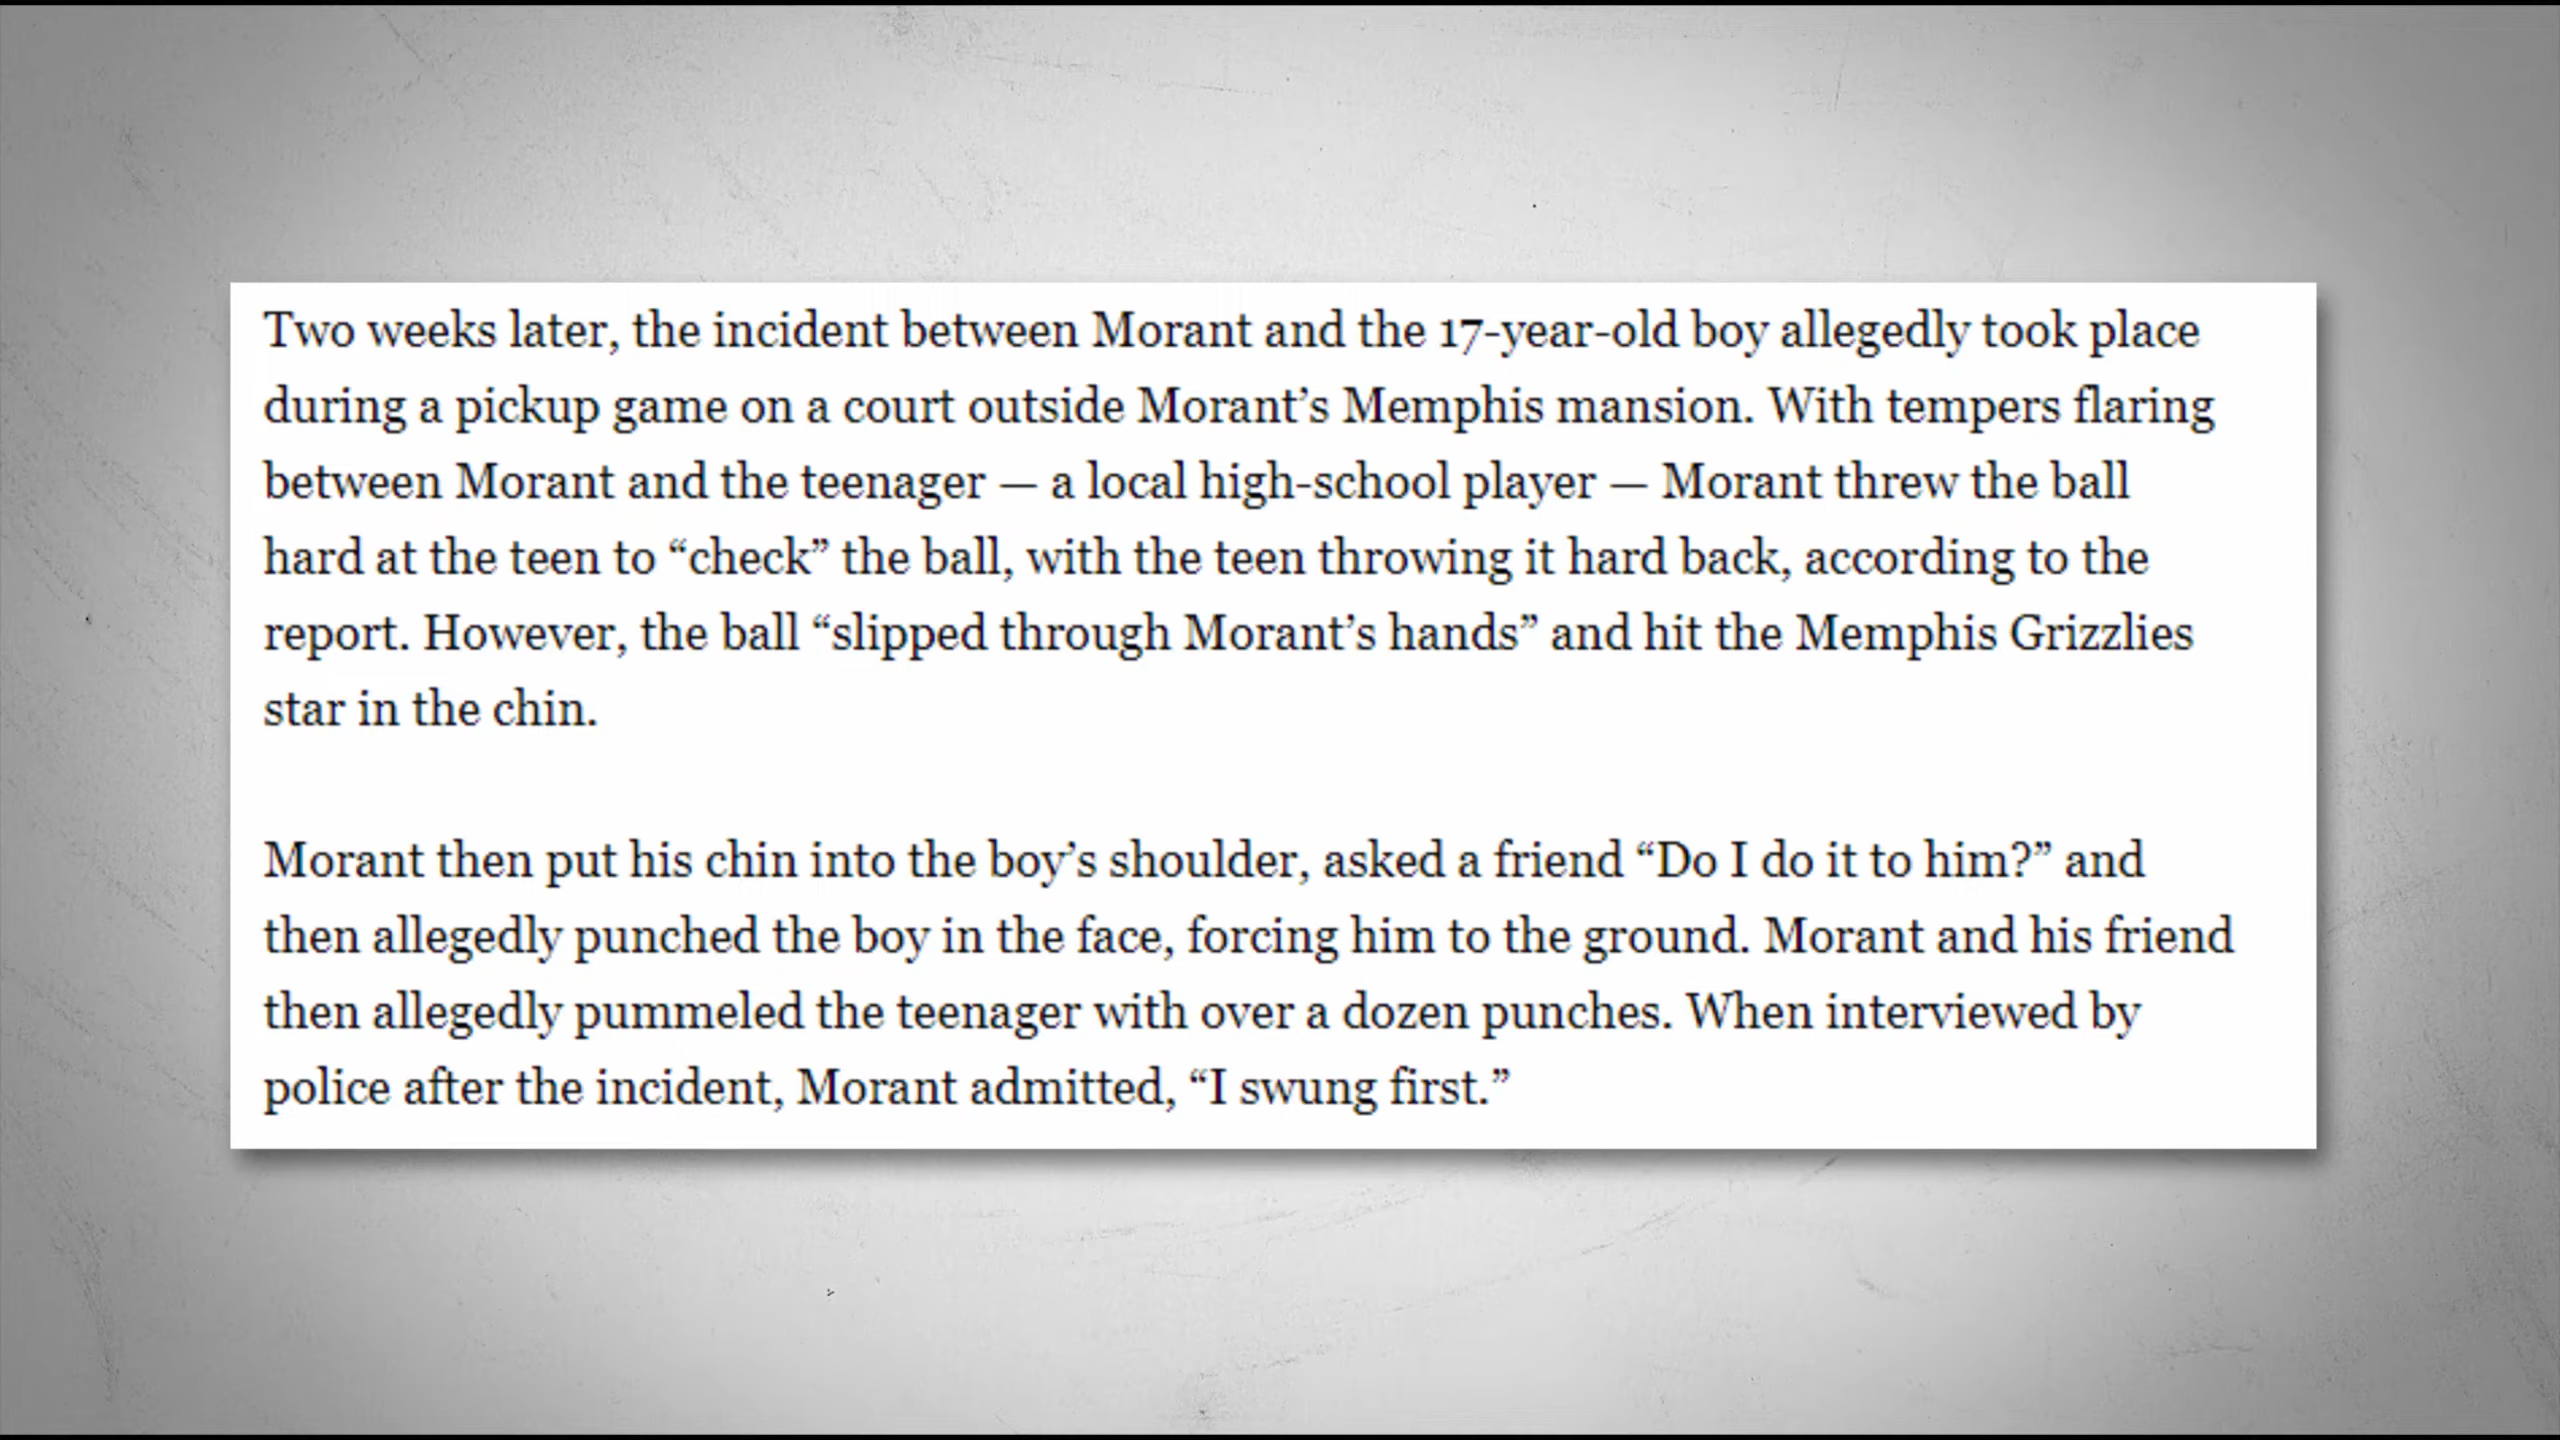 Two weeks later, the incident between Morant and the 17-year-old boy allegedly took place
during a pickup game on a court outside Morant’s Memphis mansion. With tempers flaring
between Morant and the teenager — a local high-school player — Morant threw the ball
hard at the teen to “check” the ball, with the teen throwing it hard back, according to the
report. However, the ball “slipped through Morant’s hands” and hit the Memphis Grizzlies
star in the chin.
Morant then put his chin into the boy’s shoulder, asked a friend “Do I do it to him?” and
then allegedly punched the boy in the face, forcing him to the ground. Morant and his friend
then allegedly pummeled the teenager with over a dozen punches. When interviewed by
police after the incident, Morant admitted, “I swung first.”